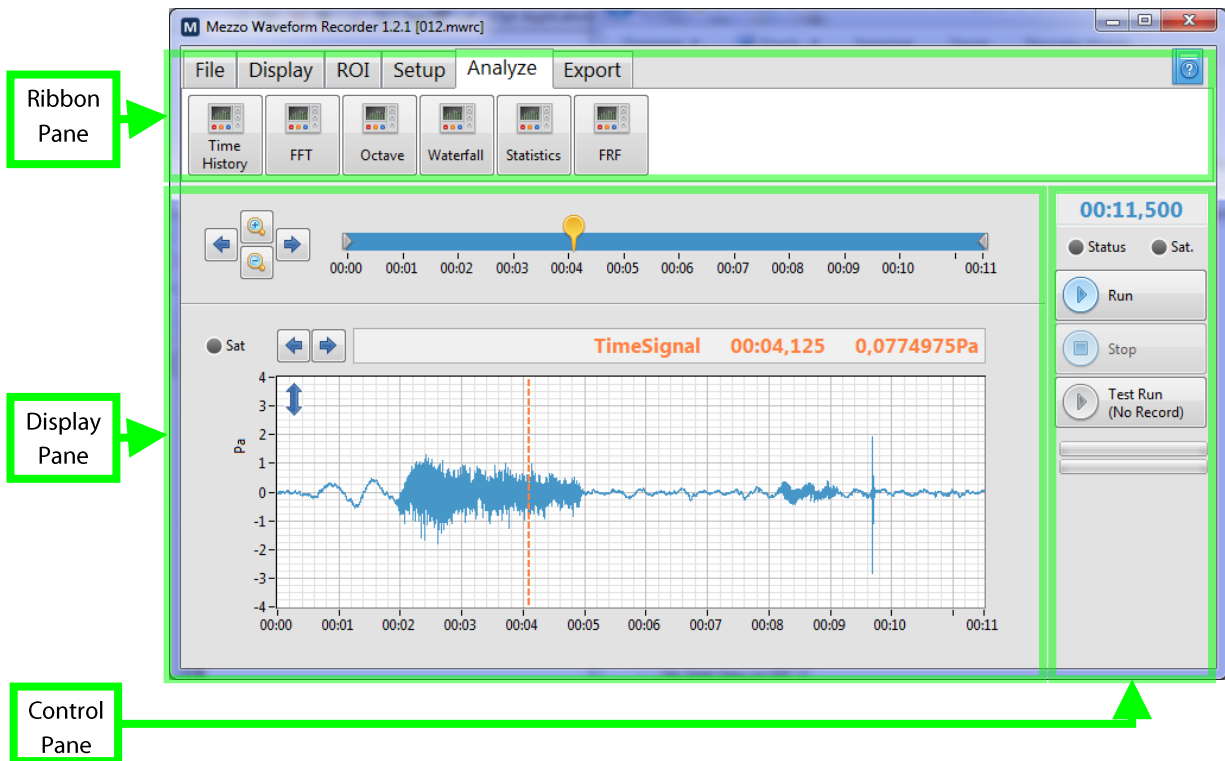 Mezzo Waveform Recorder 1.2.1 [012.mwrc]
File Display ROI Setup Analyze Export
Ribbon
Pane
Time
History
FFT
Octave
Waterfall
Statistics
FRF
00:00 00:01 00:02 00:03 00:04 00:05 00:06 00:07 00:08 00:09 00:10 00:11
00:11,500
Status Sat.
Run
Stop
Test Run
(No Record)
Sat
TimeSignal 00:04,125 0,0774975Pa
Display
Pane
Pa
4
3
2
1
0
-1
-2
-3
-4
00:00 00:01 00:02 00:03 00:04 00:05 00:06 00:07 00:08 00:09 00:10 00:11
Control
Pane